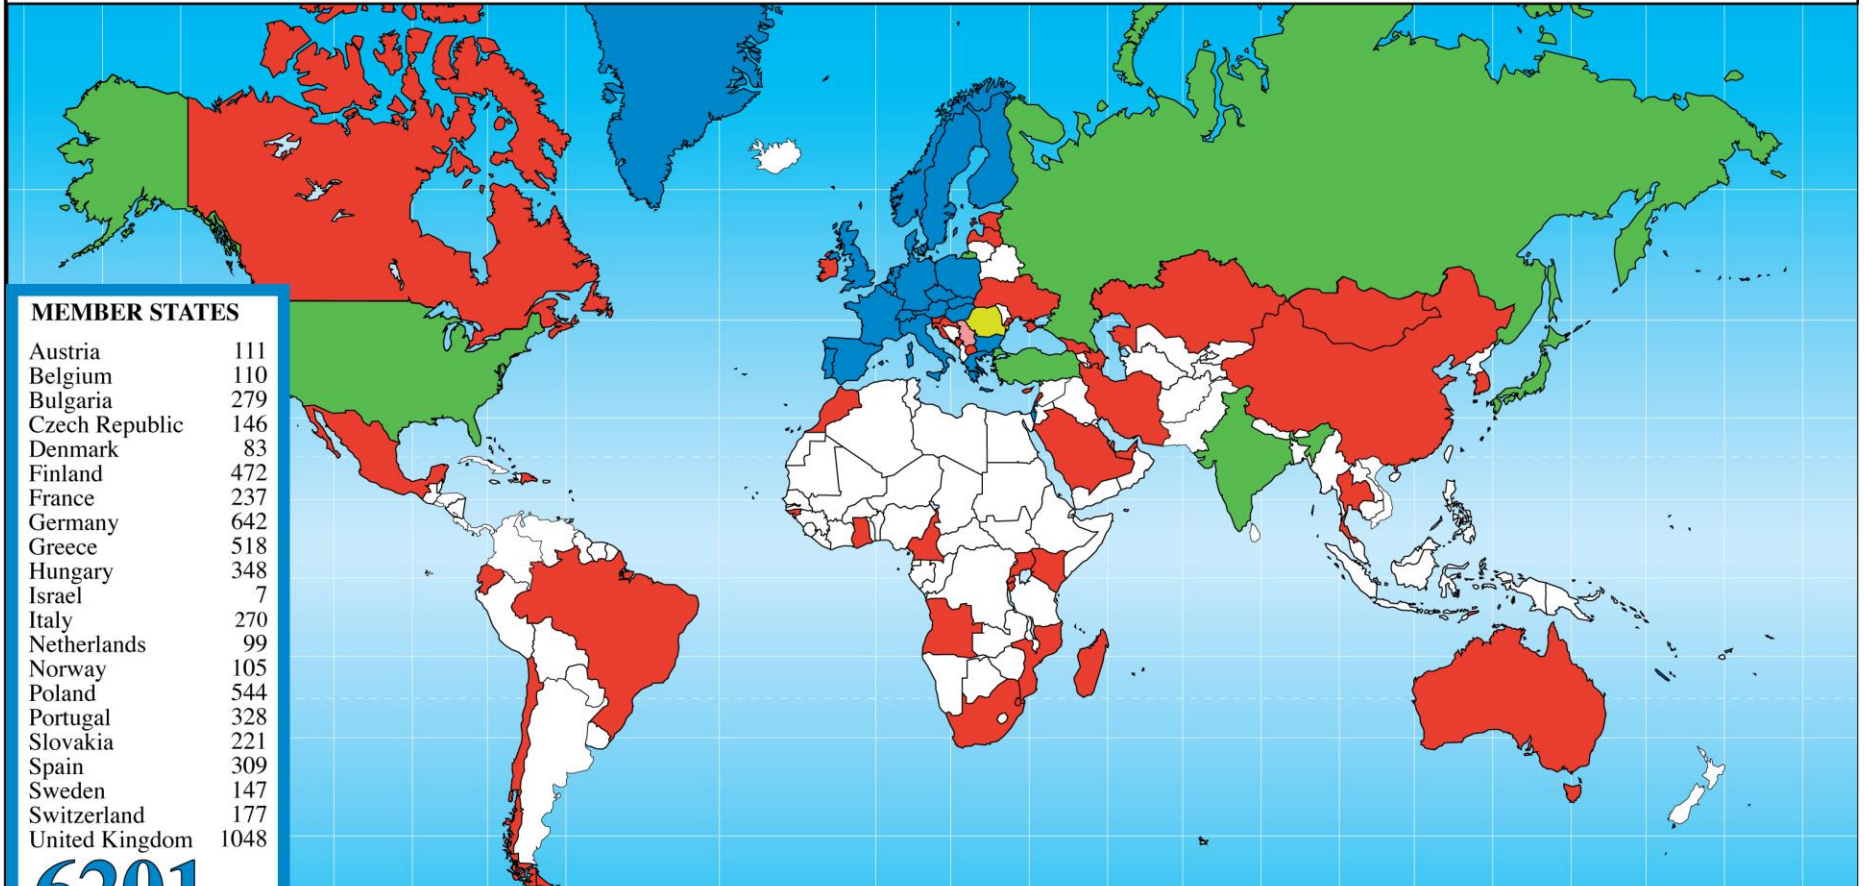 MEMBER STATES
Austria 111
Belgium 110
Bulgaria 279
Czech Republic 146
Denmark 83
Finland 472
France 237
Germany 642
Greece 518
Hungary 348
Israel 7
Italy 270
Netherlands 99
Norway 105
Poland 544
Portugal 328
Slovakia 221
Spain 309
Sweden 147
Switzerland 177
United Kingdom 1048
6201